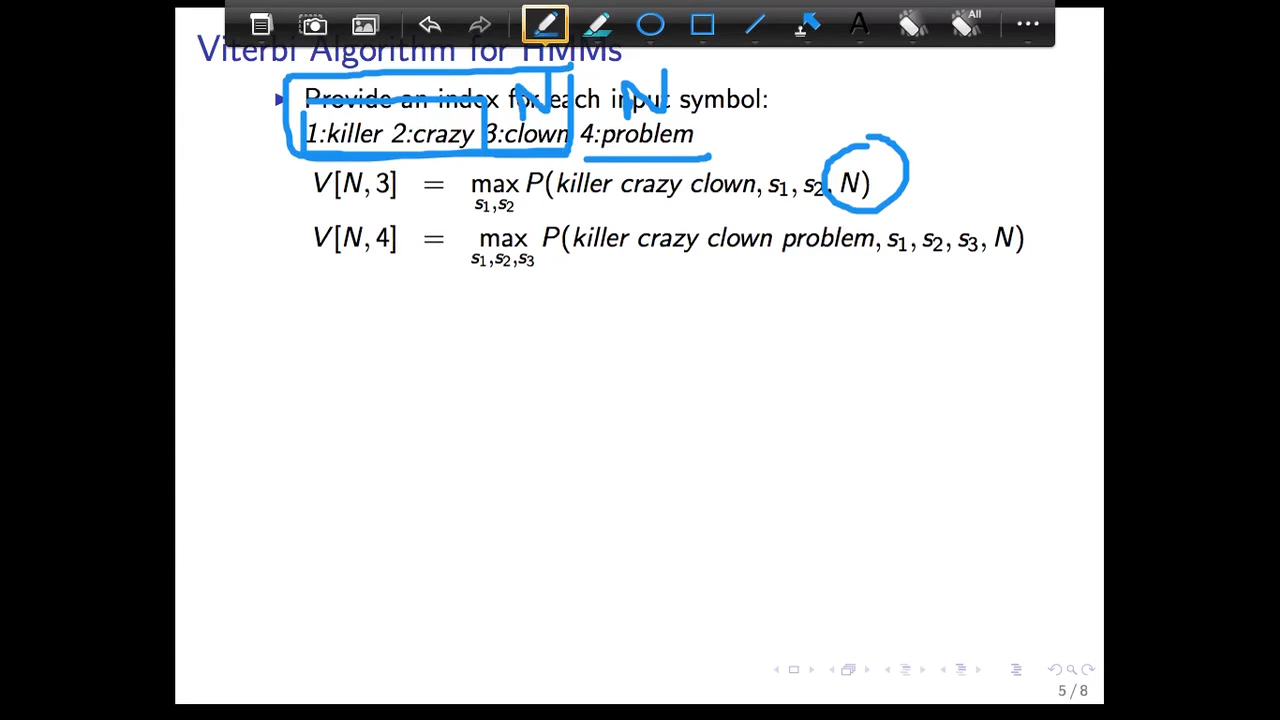 A All
Viterbi Algorithm for HMMs
N N
Provide an index for each input symbol:
1:killer 2:crazy 3:clown 4:problem
V[N, 3] = max P(killer crazy clown, s₁, s₂, N)
s₁,s₂
V[N, 4] = max P(killer crazy clown problem, s₁, s₂, s₃, N)
s₁,s₂,s₃
5 / 8